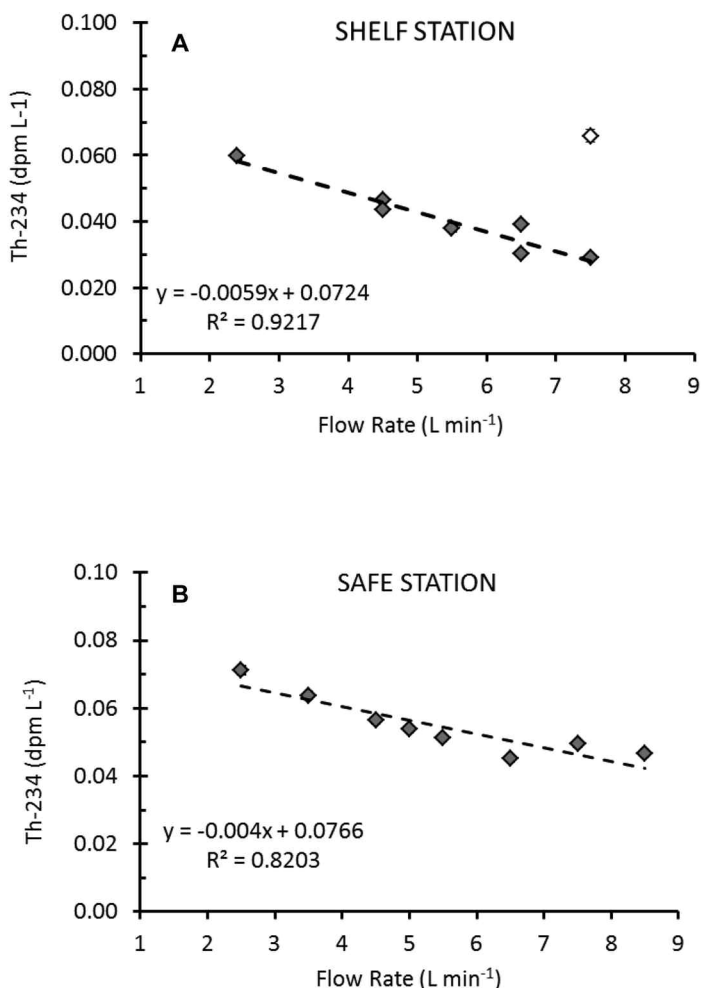 A
SHELF STATION
Th-234 (dpm L-1)
0.100
0.080
0.060
0.040
0.020
0.000
y = -0.0059x + 0.0724
R² = 0.9217
1 2 3 4 5 6 7 8 9
Flow Rate (L min⁻¹)
B
SAFE STATION
Th-234 (dpm L⁻¹)
0.10
0.08
0.06
0.04
0.02
0.00
y = -0.004x + 0.0766
R² = 0.8203
1 2 3 4 5 6 7 8 9
Flow Rate (L min⁻¹)